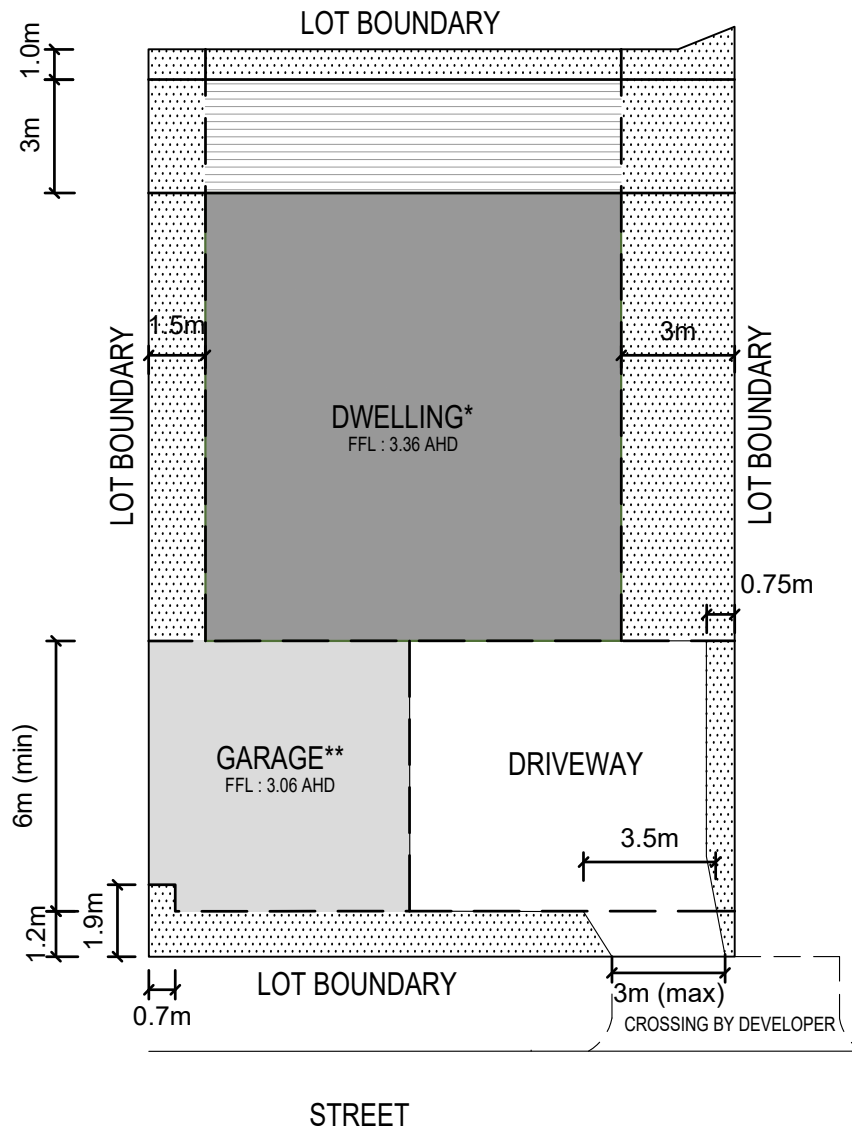 LOT BOUNDARY
1.0m
3m
1.5m
3m
LOT BOUNDARY
LOT BOUNDARY
DWELLING*
FFL : 3.36 AHD
0.75m
6m (min)
GARAGE**
FFL : 3.06 AHD
DRIVEWAY
3.5m
1.2m
1.9m
0.7m
LOT BOUNDARY
3m (max)
CROSSING BY DEVELOPER
STREET